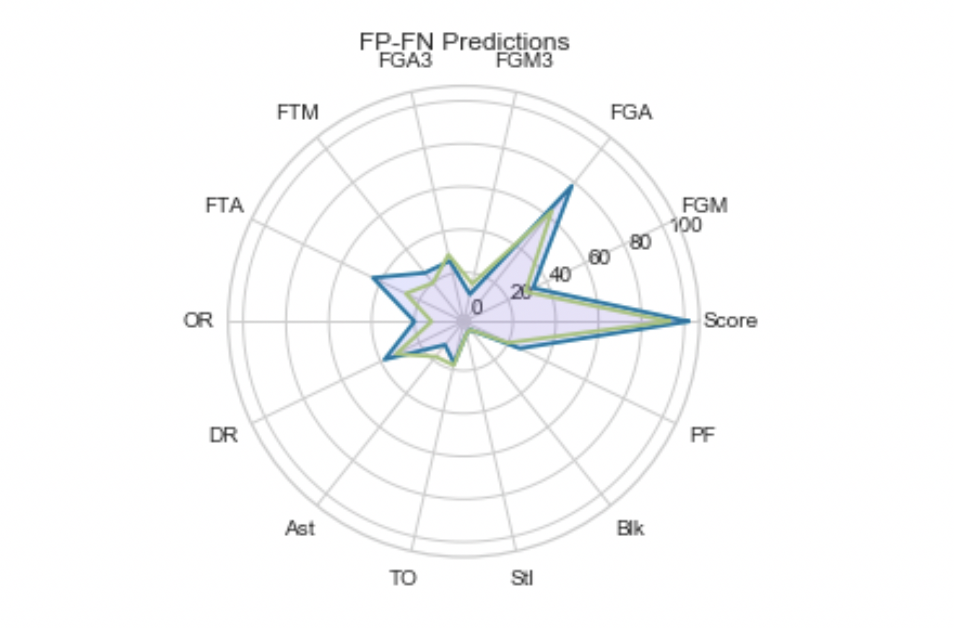 FP-FN Predictions
FGA3
FGM3
FTM
FGA
FTA
FGM
100
80
60
40
20
0
OR
Score
DR
PF
Ast
Blk
TO
Stl